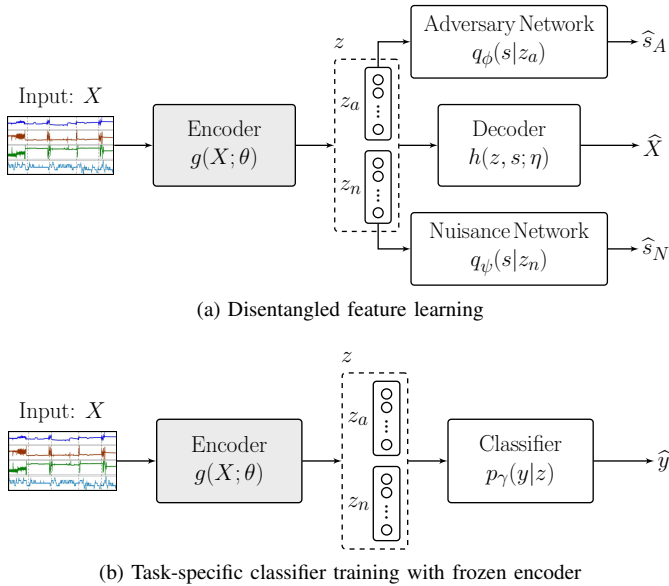 Input: X
Encoder
g(X; θ)
z
z_a
z_n
Adversary Network
q_ϕ(s|z_a)
ŝ_A
Decoder
h(z, s; η)
X̂
Nuisance Network
q_ψ(s|z_n)
ŝ_N
(a) Disentangled feature learning
Input: X
Encoder
g(X; θ)
z
z_a
z_n
Classifier
p_γ(y|z)
ŷ
(b) Task-specific classifier training with frozen encoder